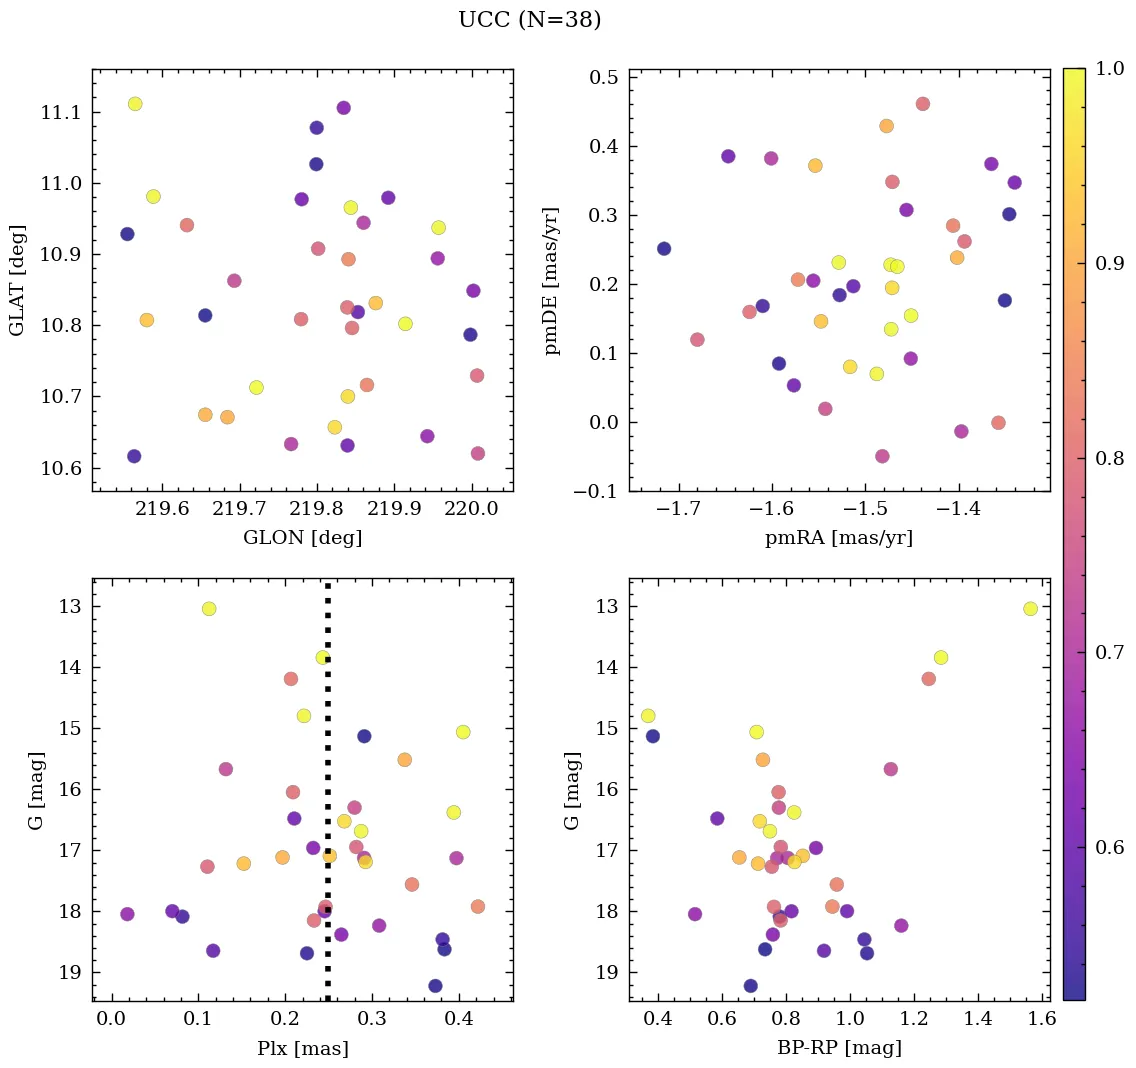 UCC (N=38)
11.1
11.0
10.9
10.8
10.7
10.6
GLAT [deg]
219.6 219.7 219.8 219.9 220.0
GLON [deg]
0.5
0.4
0.3
0.2
0.1
0.0
−0.1
pmDE [mas/yr]
−1.7 −1.6 −1.5 −1.4
pmRA [mas/yr]
13
14
15
16
17
18
19
G [mag]
0.0 0.1 0.2 0.3 0.4
Plx [mas]
13
14
15
16
17
18
19
G [mag]
0.4 0.6 0.8 1.0 1.2 1.4 1.6
BP-RP [mag]
1.0
0.9
0.8
0.7
0.6